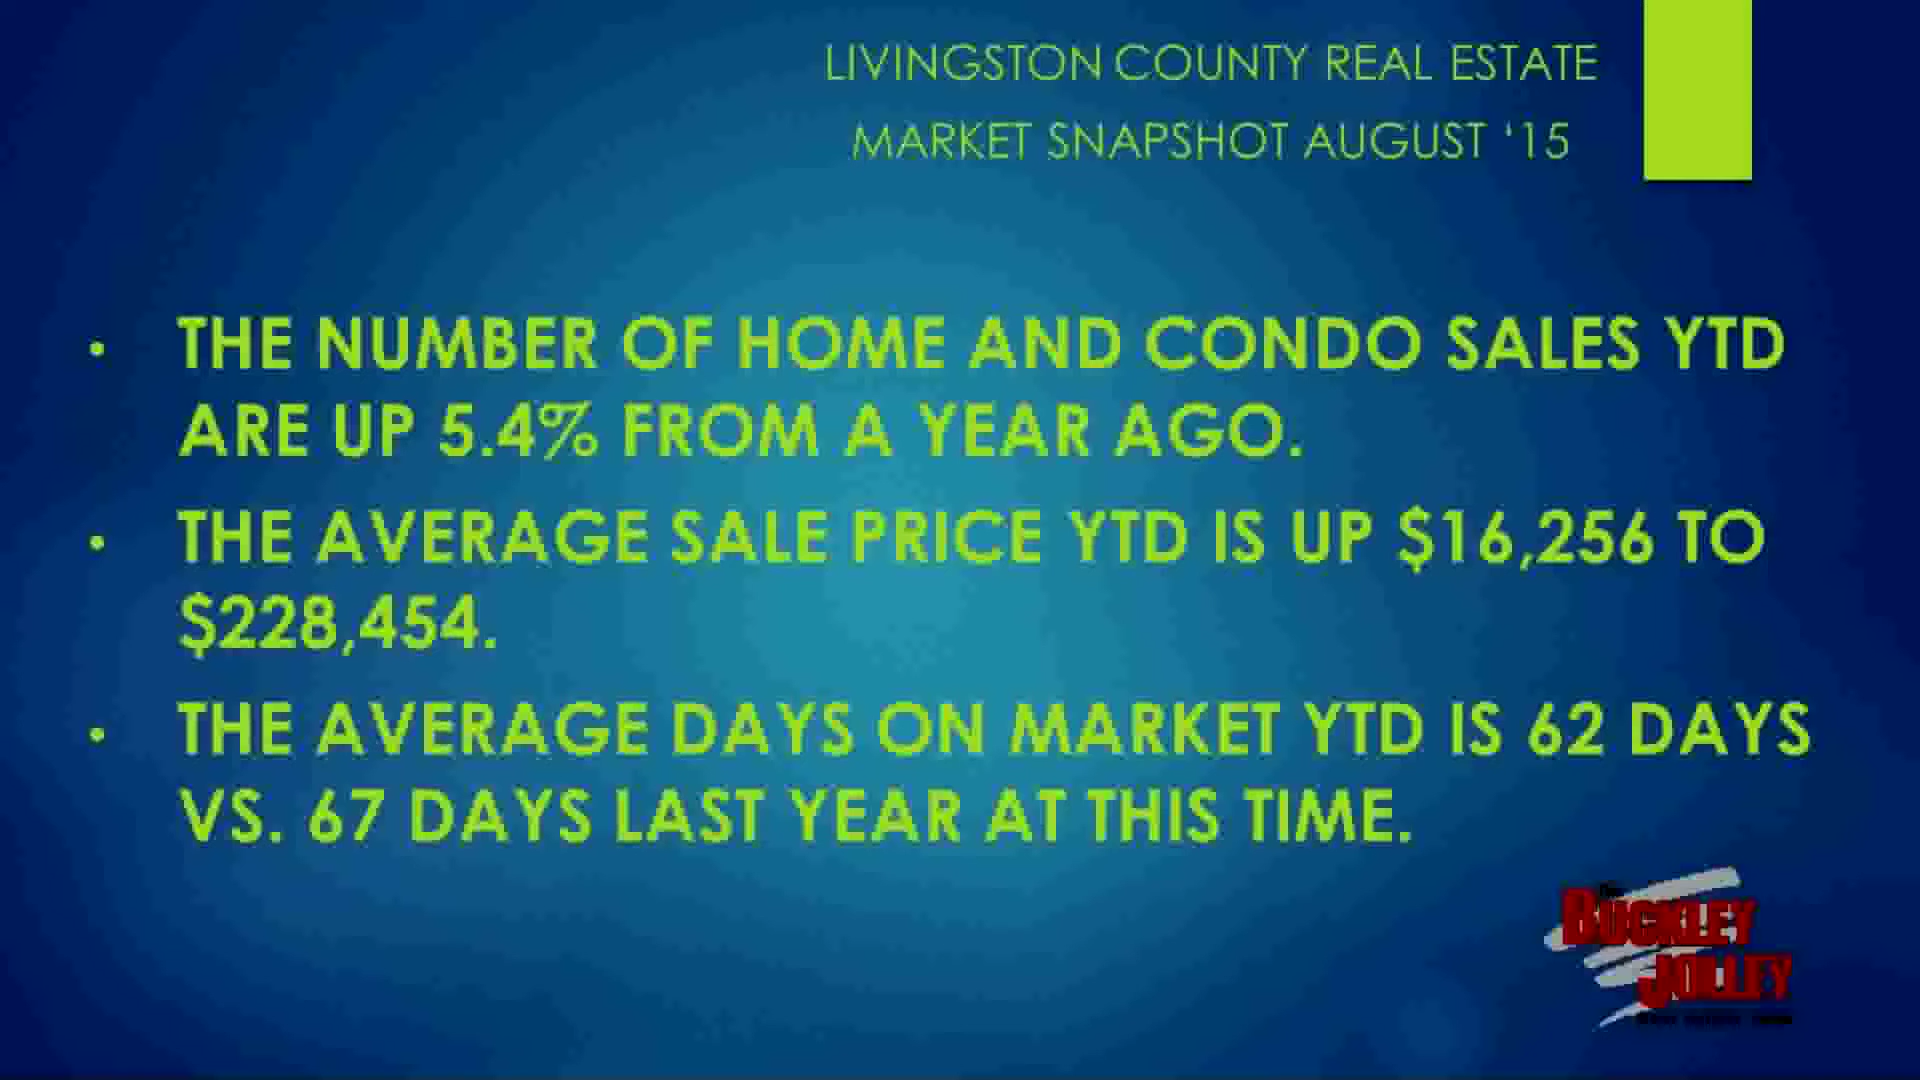 LIVINGSTON COUNTY REAL ESTATE
MARKET SNAPSHOT AUGUST ‘15
• THE NUMBER OF HOME AND CONDO SALES YTD
ARE UP 5.4% FROM A YEAR AGO.
• THE AVERAGE SALE PRICE YTD IS UP $16,256 TO
$228,454.
• THE AVERAGE DAYS ON MARKET YTD IS 62 DAYS
VS. 67 DAYS LAST YEAR AT THIS TIME.
The
BUCKLEY
JOLLEY